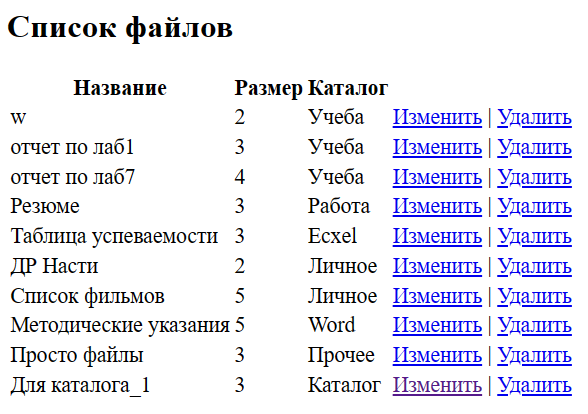 Список файлов
Название Размер Каталог
w 2 Учеба Изменить | Удалить
отчет по лаб1 3 Учеба Изменить | Удалить
отчет по лаб7 4 Учеба Изменить | Удалить
Резюме 3 Работа Изменить | Удалить
Таблица успеваемости 3 Ecxel Изменить | Удалить
ДР Насти 2 Личное Изменить | Удалить
Список фильмов 5 Личное Изменить | Удалить
Методические указания 5 Word Изменить | Удалить
Просто файлы 3 Прочее Изменить | Удалить
Для каталога_1 3 Каталог Изменить | Удалить